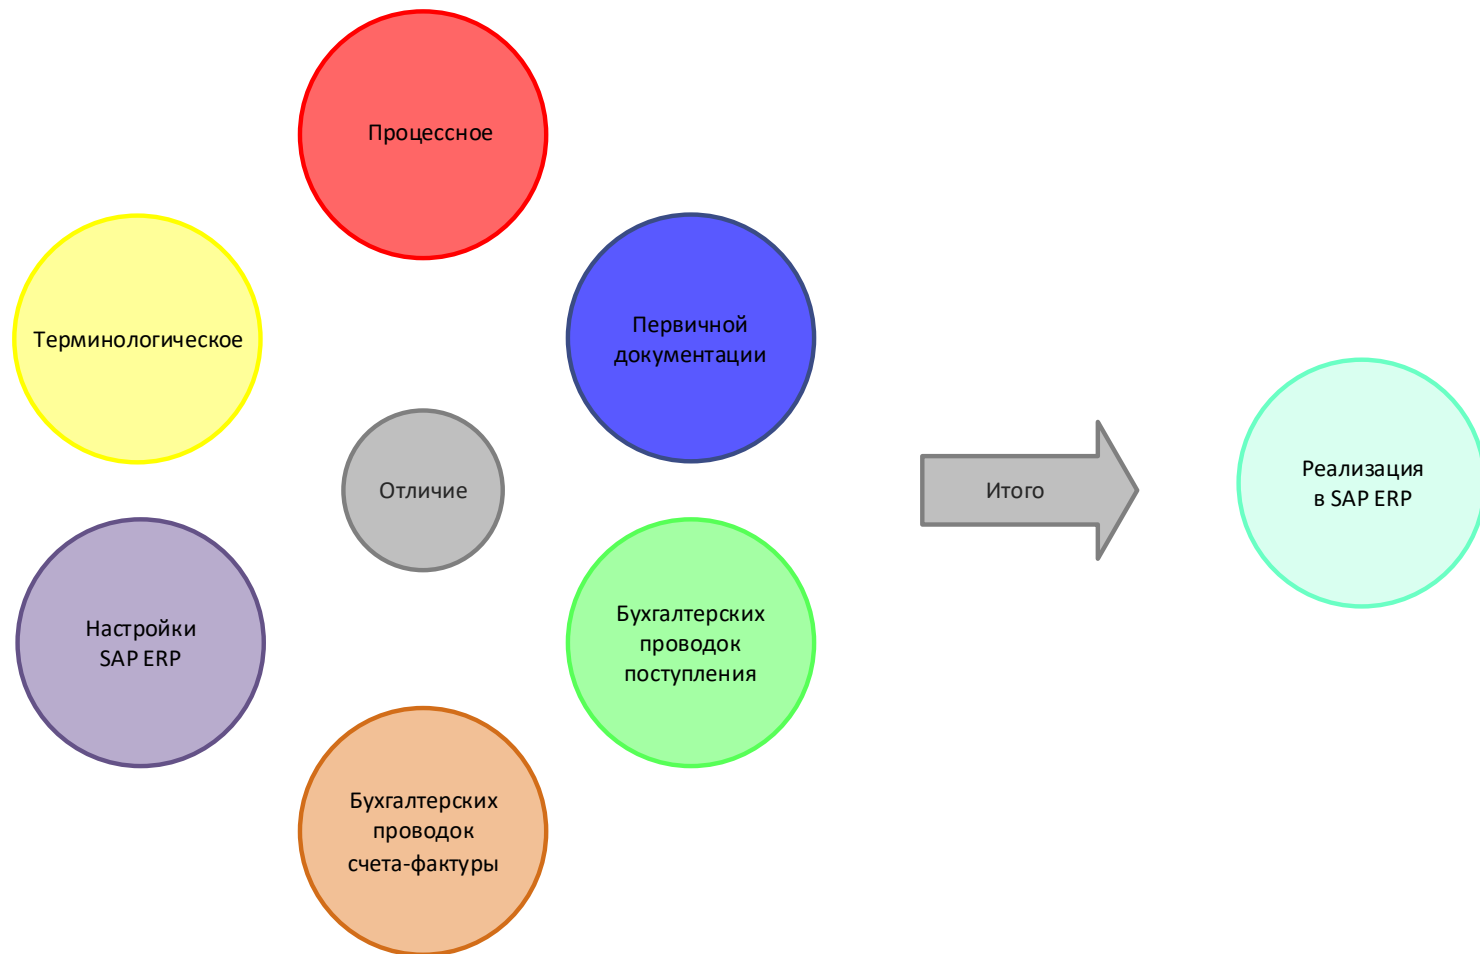 Процессное
Терминологическое
Первичной
документации
Отличие
Итого
Реализация
в SAP ERP
Настройки
SAP ERP
Бухгалтерских
проводок
поступления
Бухгалтерских
проводок
счета-фактуры